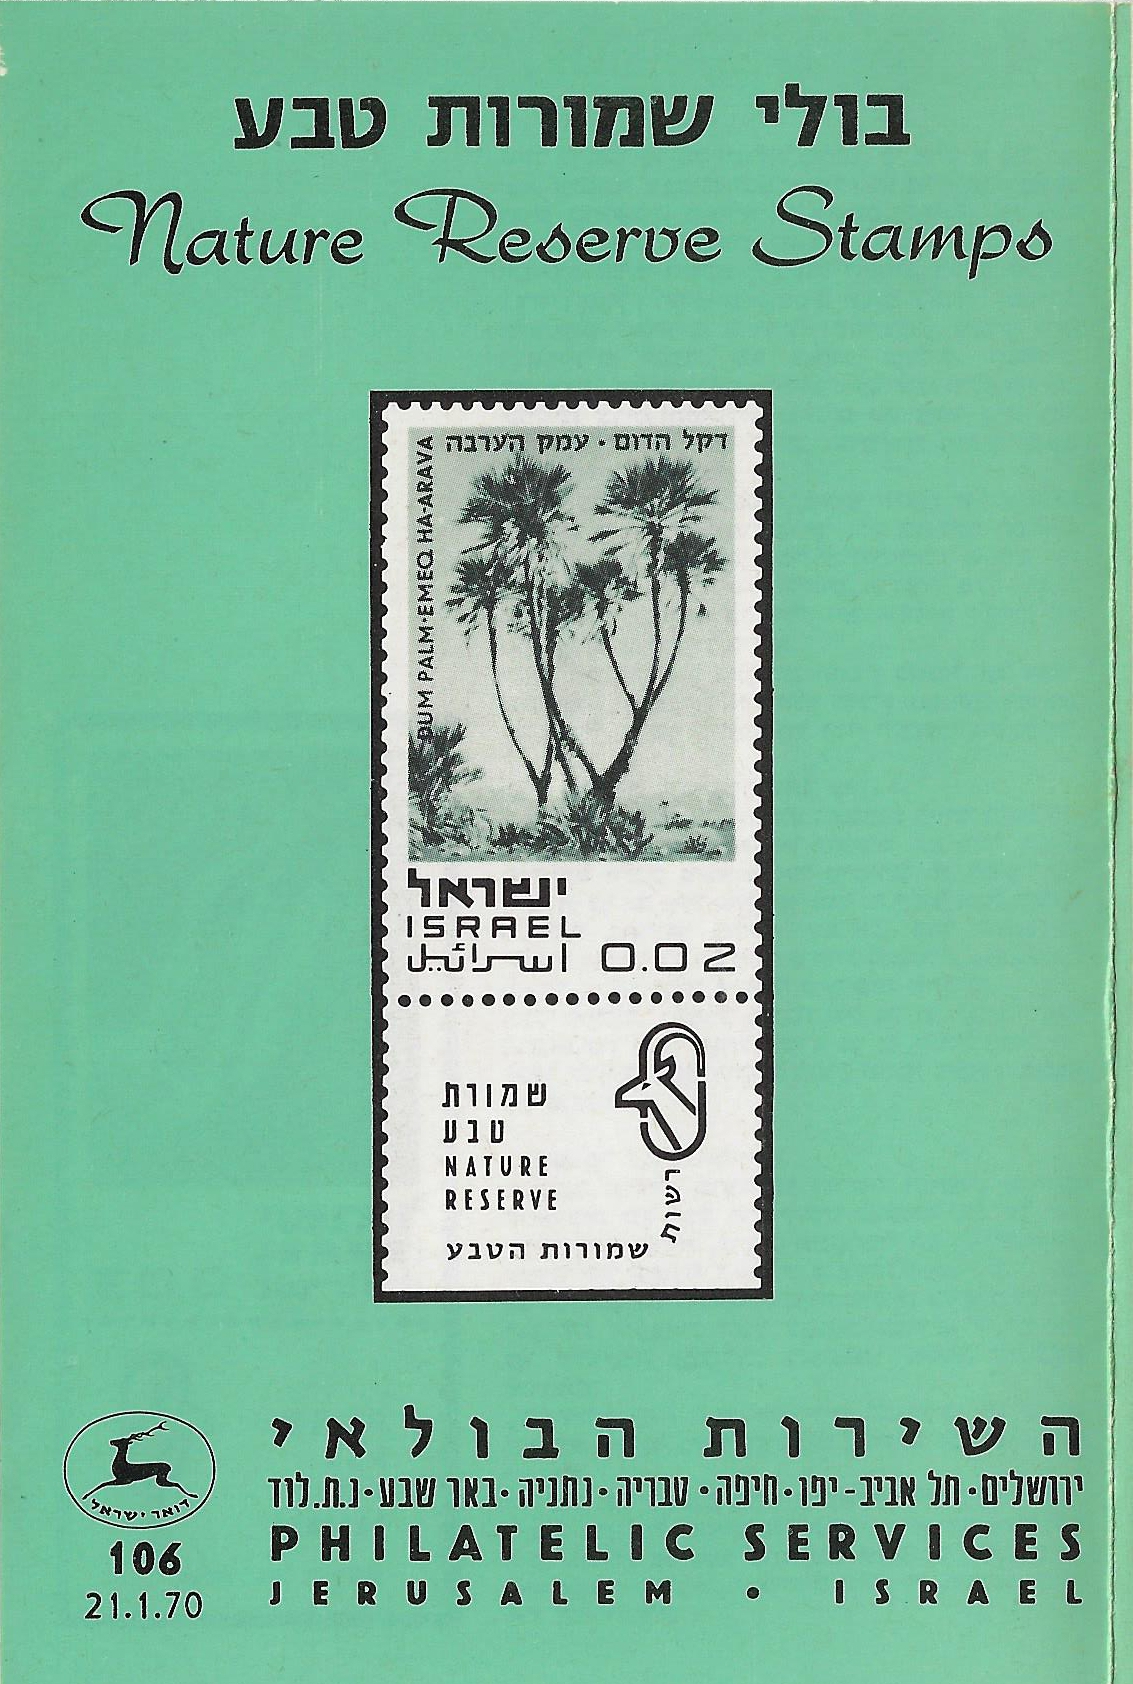 בולי שמורות טבע
Nature Reserve Stamps
דקל הדום · עמק הערבה
DUM PALM · EMEQ HA-ARAVA
ישראל
ISRAEL
اسرائيل 0.02
שמורת
טבע
NATURE
RESERVE
רשות
שמורות הטבע
השירות הבולאי
ירושלים · תל אביב - יפו · חיפה · טבריה · נתניה · באר שבע · נ.ת. לוד
PHILATELIC SERVICES
JERUSALEM • ISRAEL
דואר ישראל
106
21.1.70